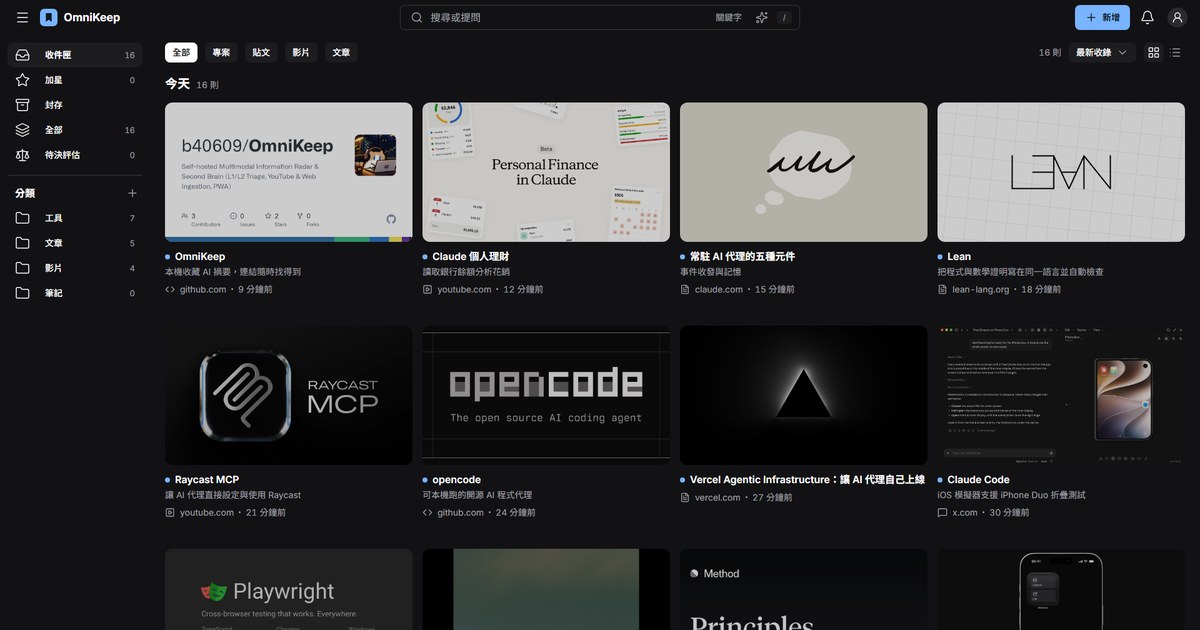 OmniKeep
搜尋或提問
關鍵字
/
新增
收件匣 16
加星 0
封存
全部 16
待決評估 0
分類
工具 7
文章 5
影片 4
筆記 0
全部 專案 貼文 影片 文章
16 則 最新收錄
今天 16 則
b40609/OmniKeep
Self-hosted Multimodal Information Radar &
Second Brain (L1/L2 Triage, YouTube & Web
Ingestion, PWA)
3 0 2 0
Contributors Issues Stars Forks
OmniKeep
本機收藏 AI 摘要，連結隨時找得到
github.com · 9 分鐘前
Beta
Personal Finance
in Claude
Claude 個人理財
讀取銀行餘額分析花銷
youtube.com · 12 分鐘前
常駐 AI 代理的五種元件
事件收發與記憶
claude.com · 15 分鐘前
LEAN
Lean
把程式與數學證明寫在同一語言並自動檢查
lean-lang.org · 18 分鐘前
RAYCAST
MCP
Raycast MCP
讓 AI 代理直接設定與使用 Raycast
youtube.com · 21 分鐘前
opencode
The open source AI coding agent
opencode
可本機跑的開源 AI 程式代理
github.com · 24 分鐘前
Vercel Agentic Infrastructure：讓 AI 代理自己上線
vercel.com · 27 分鐘前
Claude Code
iOS 模擬器支援 iPhone Duo 折疊測試
x.com · 30 分鐘前
Playwright
Cross-browser testing that works. Everywhere.
Method
Principles